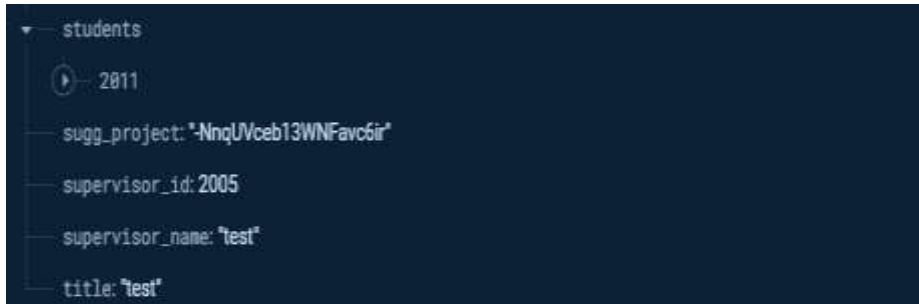 students
2011
sugg_project: "-NnqUVceb13WNFavc6ir"
supervisor_id: 2005
supervisor_name: "test"
title: "test"